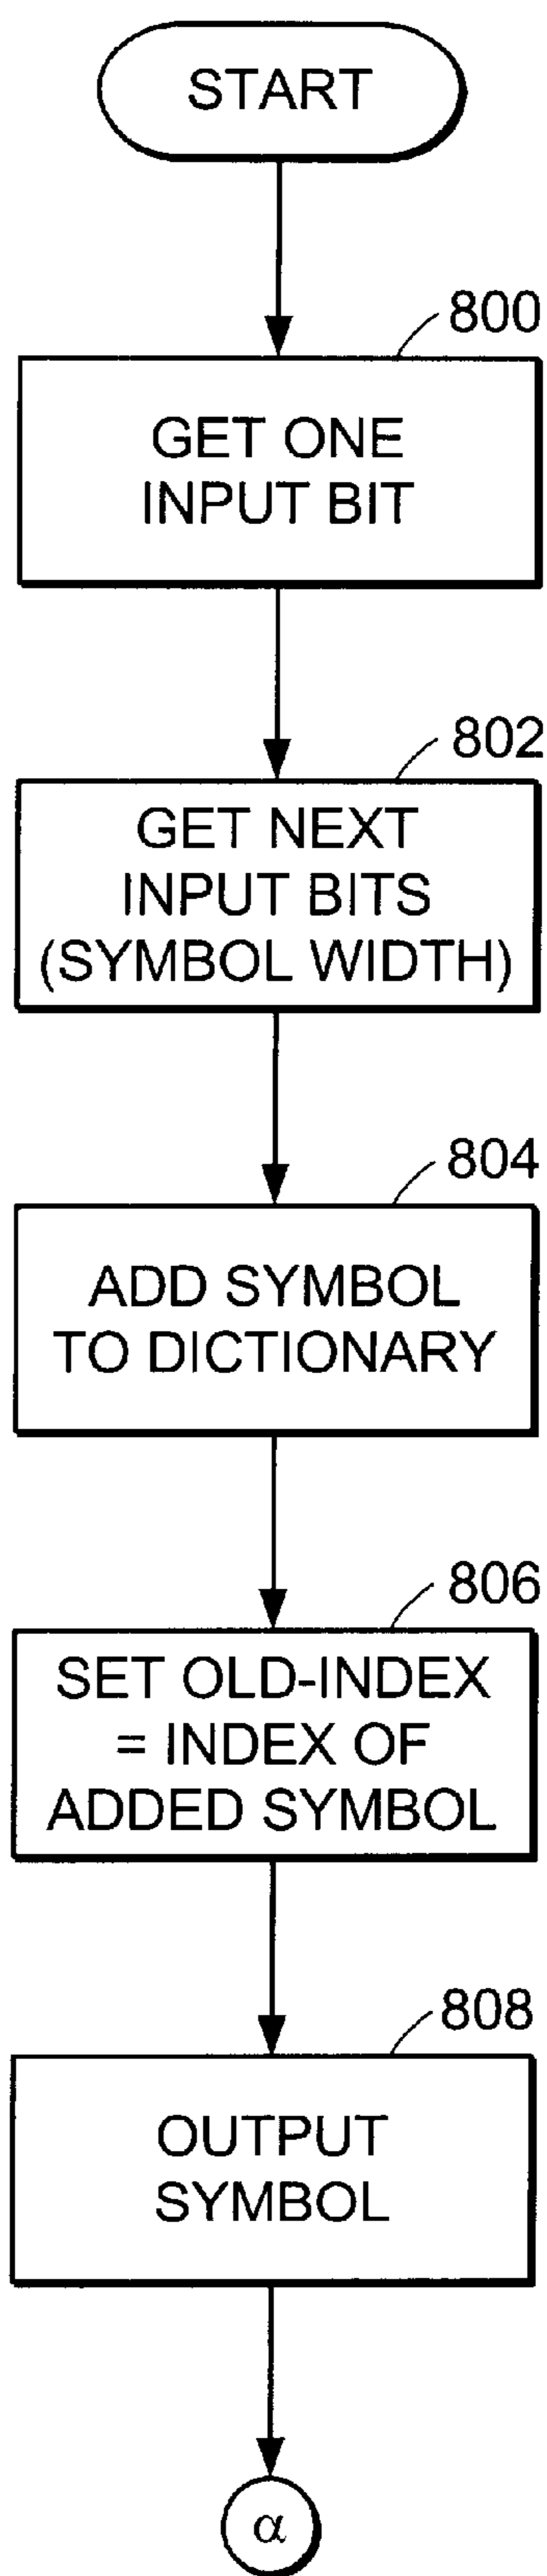 START
800
GET ONE
INPUT BIT
802
GET NEXT
INPUT BITS
(SYMBOL WIDTH)
804
ADD SYMBOL
TO DICTIONARY
806
SET OLD-INDEX
= INDEX OF
ADDED SYMBOL
808
OUTPUT
SYMBOL
α